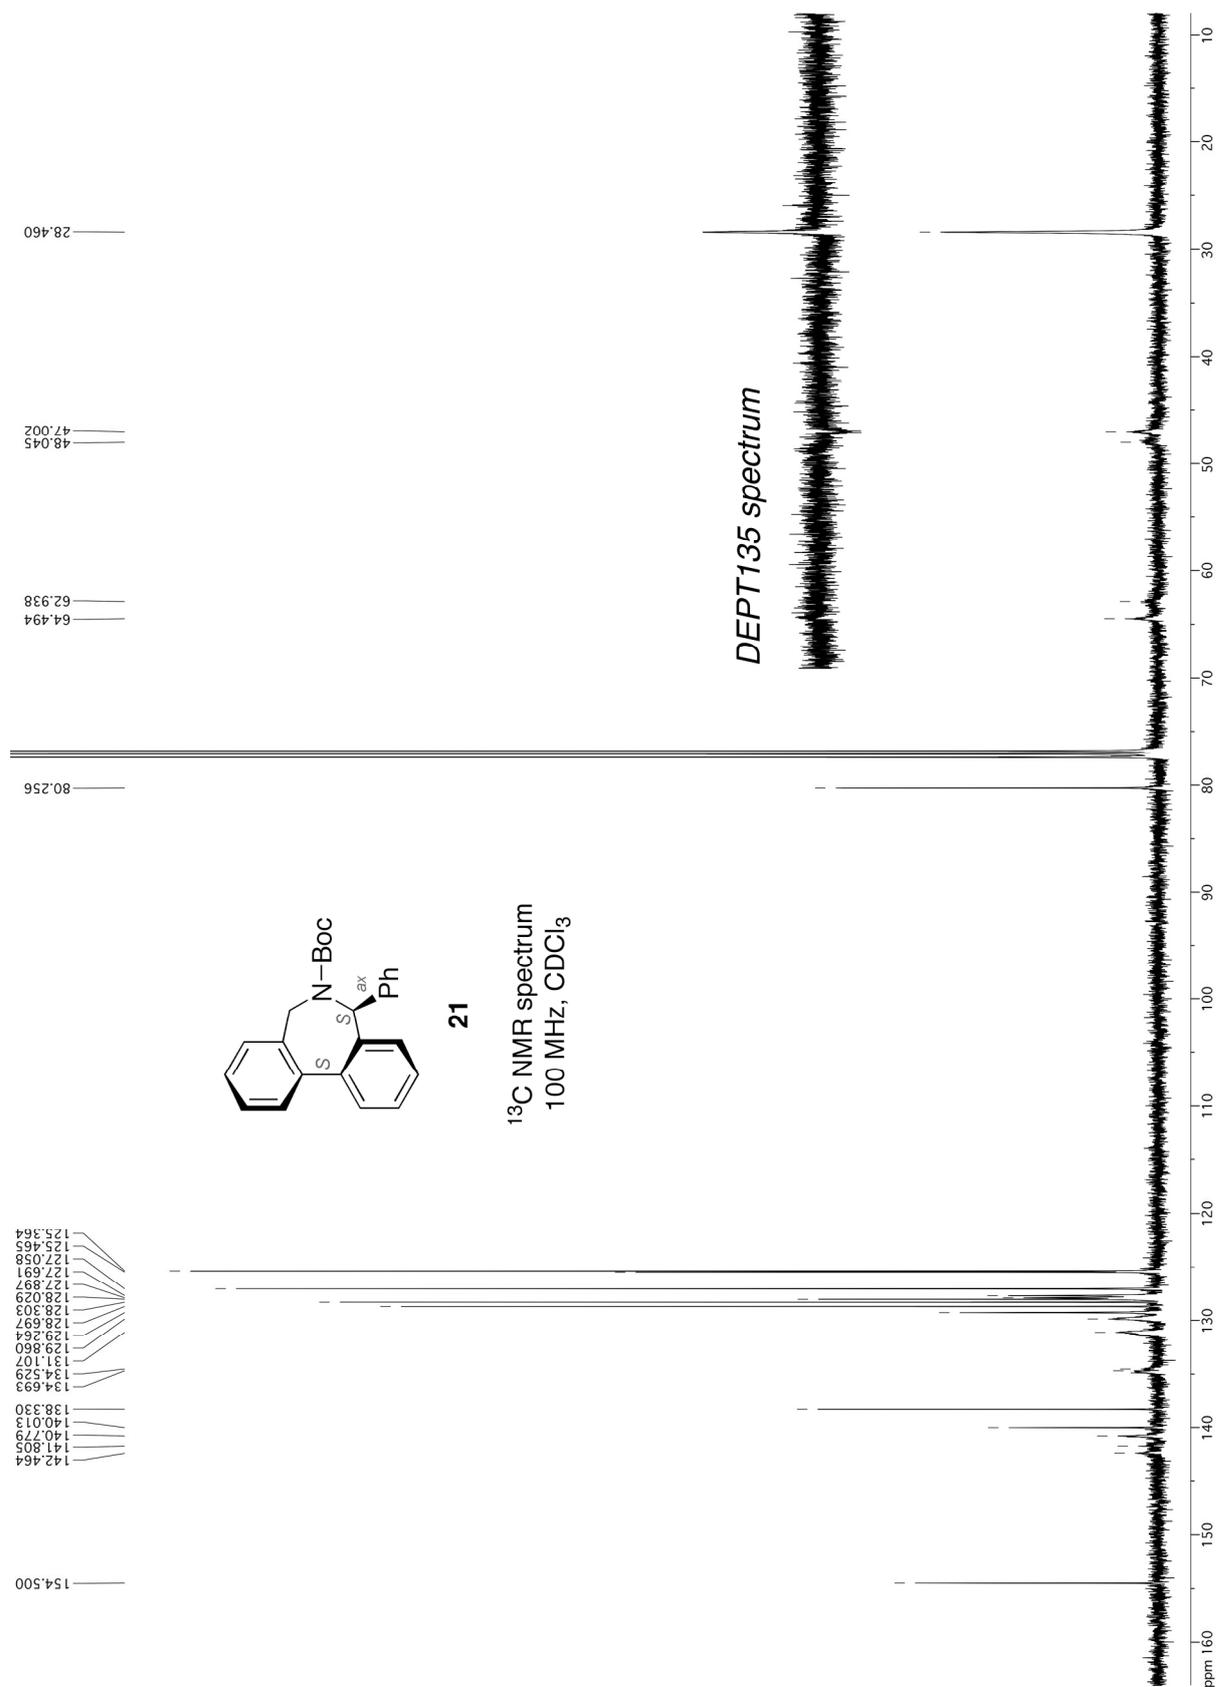 154.500
142.464
141.805
140.779
140.013
138.330
134.693
134.529
131.107
129.860
129.264
128.697
128.303
128.029
127.897
127.691
127.058
125.465
125.364
80.256
64.494
62.938
48.045
47.002
28.460
N–Boc
S
S
ax
Ph
21
¹³C NMR spectrum
100 MHz, CDCl₃
DEPT135 spectrum
ppm 160 150 140 130 120 110 100 90 80 70 60 50 40 30 20 10